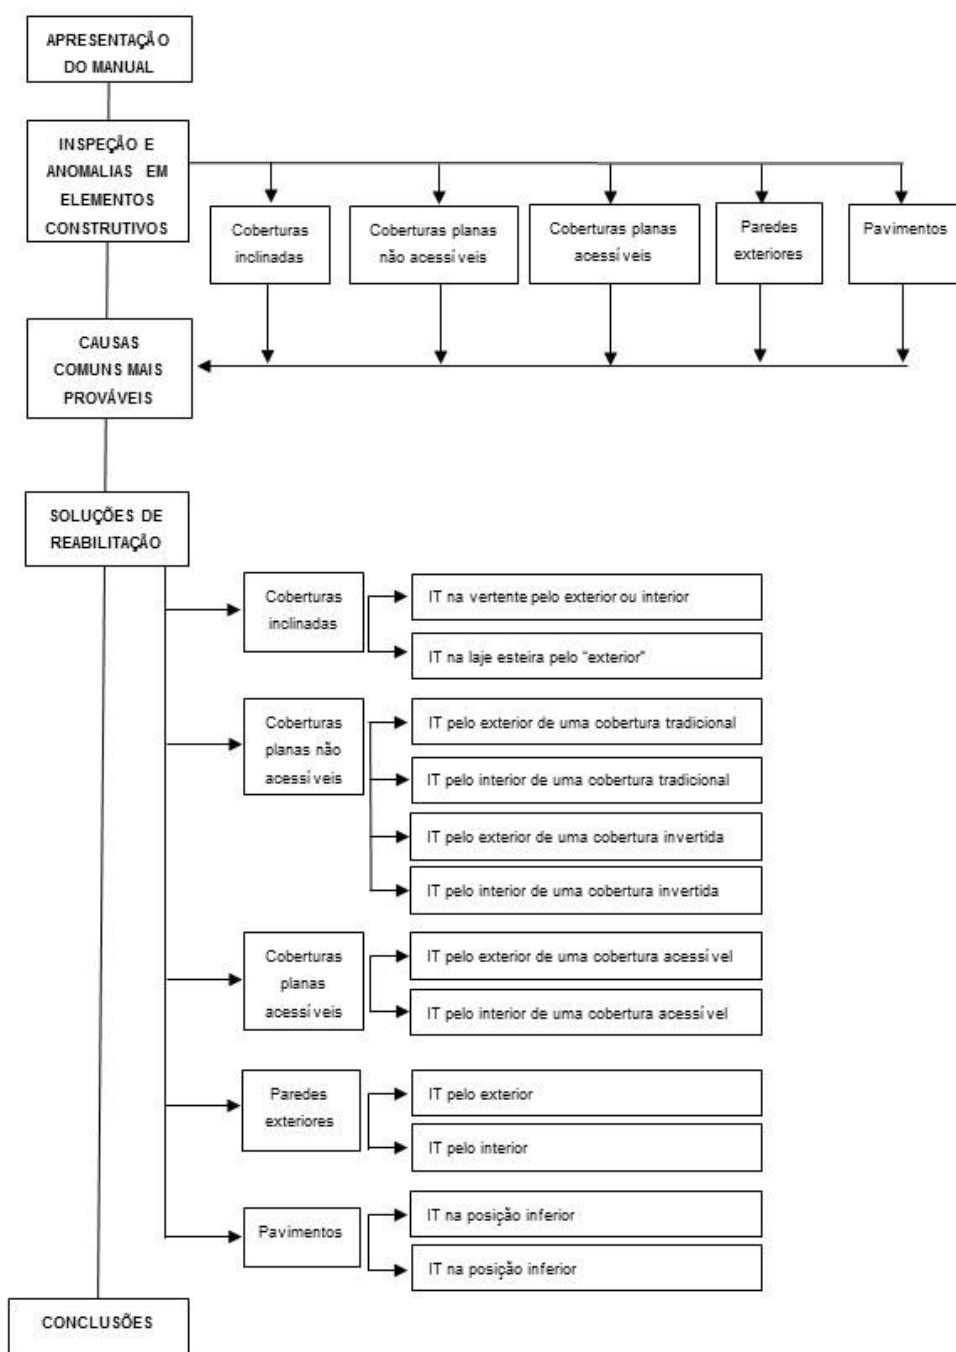 APRESENTAÇÃO
DO MANUAL
INSPEÇÃO E
ANOMALIAS EM
ELEMENTOS
CONSTRUTIVOS
Coberturas
inclinadas
Coberturas planas
não acessíveis
Coberturas planas
acessíveis
Paredes
exteriores
Pavimentos
CAUSAS
COMUNS MAIS
PROVÁVEIS
SOLUÇÕES DE
REABILITAÇÃO
Coberturas
inclinadas
IT na vertente pelo exterior ou interior
IT na laje esteira pelo "exterior"
Coberturas
planas não
acessíveis
IT pelo exterior de uma cobertura tradicional
IT pelo interior de uma cobertura tradicional
IT pelo exterior de uma cobertura invertida
IT pelo interior de uma cobertura invertida
Coberturas
planas
acessíveis
IT pelo exterior de uma cobertura acessível
IT pelo interior de uma cobertura acessível
Paredes
exteriores
IT pelo exterior
IT pelo interior
Pavimentos
IT na posição inferior
IT na posição inferior
CONCLUSÕES